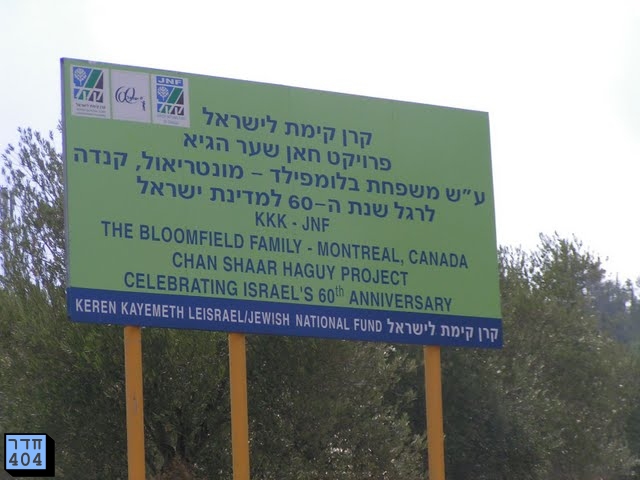 JNF
קרן קימת לישראל
פרויקט חאן שער הגיא
ע"ש משפחת בלומפילד – מונטריאול, קנדה
לרגל שנת ה-60 למדינת ישראל
KKK - JNF
THE BLOOMFIELD FAMILY - MONTREAL, CANADA
CHAN SHAAR HAGUY PROJECT
CELEBRATING ISRAEL'S 60th ANNIVERSARY
KEREN KAYEMETH LEISRAEL/JEWISH NATIONAL FUND קרן קימת לישראל
חדר
404